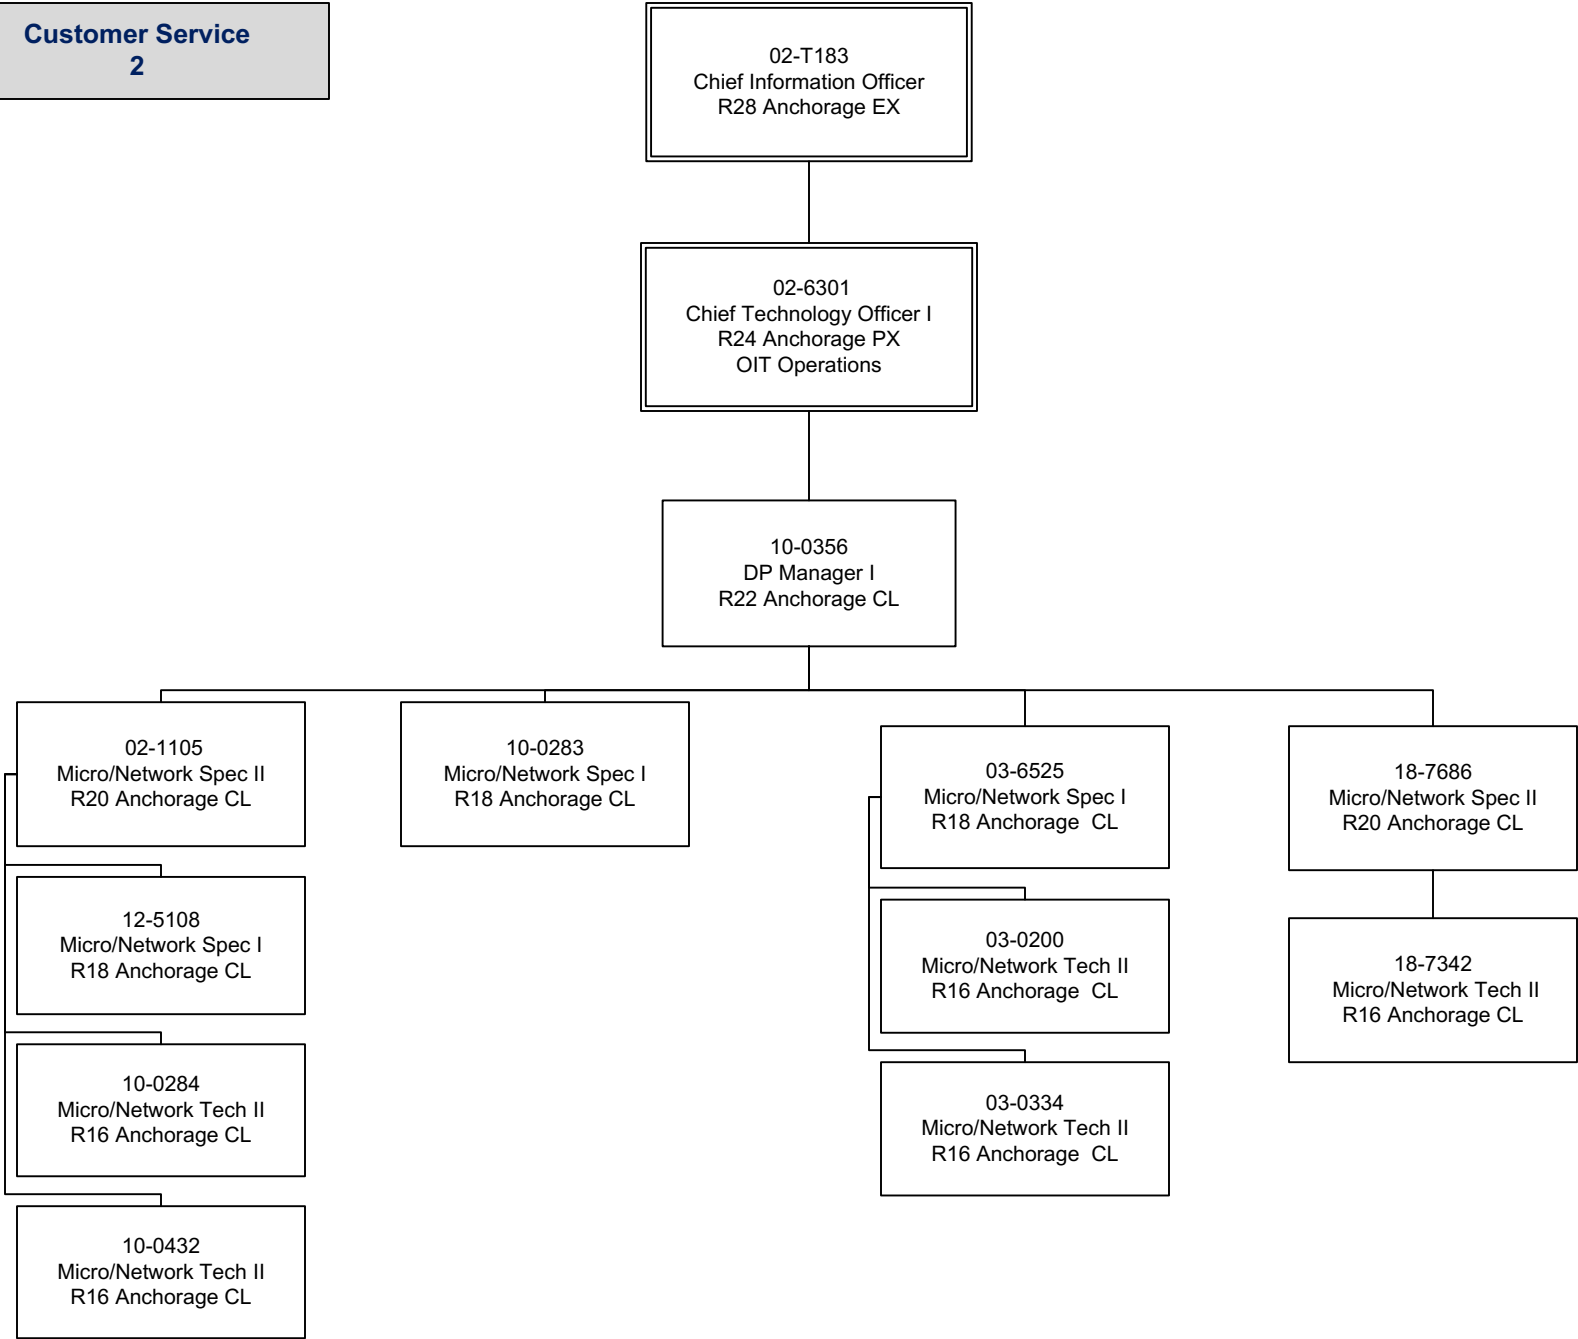 Customer Service
2
02-T183
Chief Information Officer
R28 Anchorage EX
02-6301
Chief Technology Officer I
R24 Anchorage PX
OIT Operations
10-0356
DP Manager I
R22 Anchorage CL
02-1105
Micro/Network Spec II
R20 Anchorage CL
12-5108
Micro/Network Spec I
R18 Anchorage CL
10-0284
Micro/Network Tech II
R16 Anchorage CL
10-0432
Micro/Network Tech II
R16 Anchorage CL
10-0283
Micro/Network Spec I
R18 Anchorage CL
03-6525
Micro/Network Spec I
R18 Anchorage  CL
03-0200
Micro/Network Tech II
R16 Anchorage  CL
03-0334
Micro/Network Tech II
R16 Anchorage  CL
18-7686
Micro/Network Spec II
R20 Anchorage CL
18-7342
Micro/Network Tech II
R16 Anchorage CL